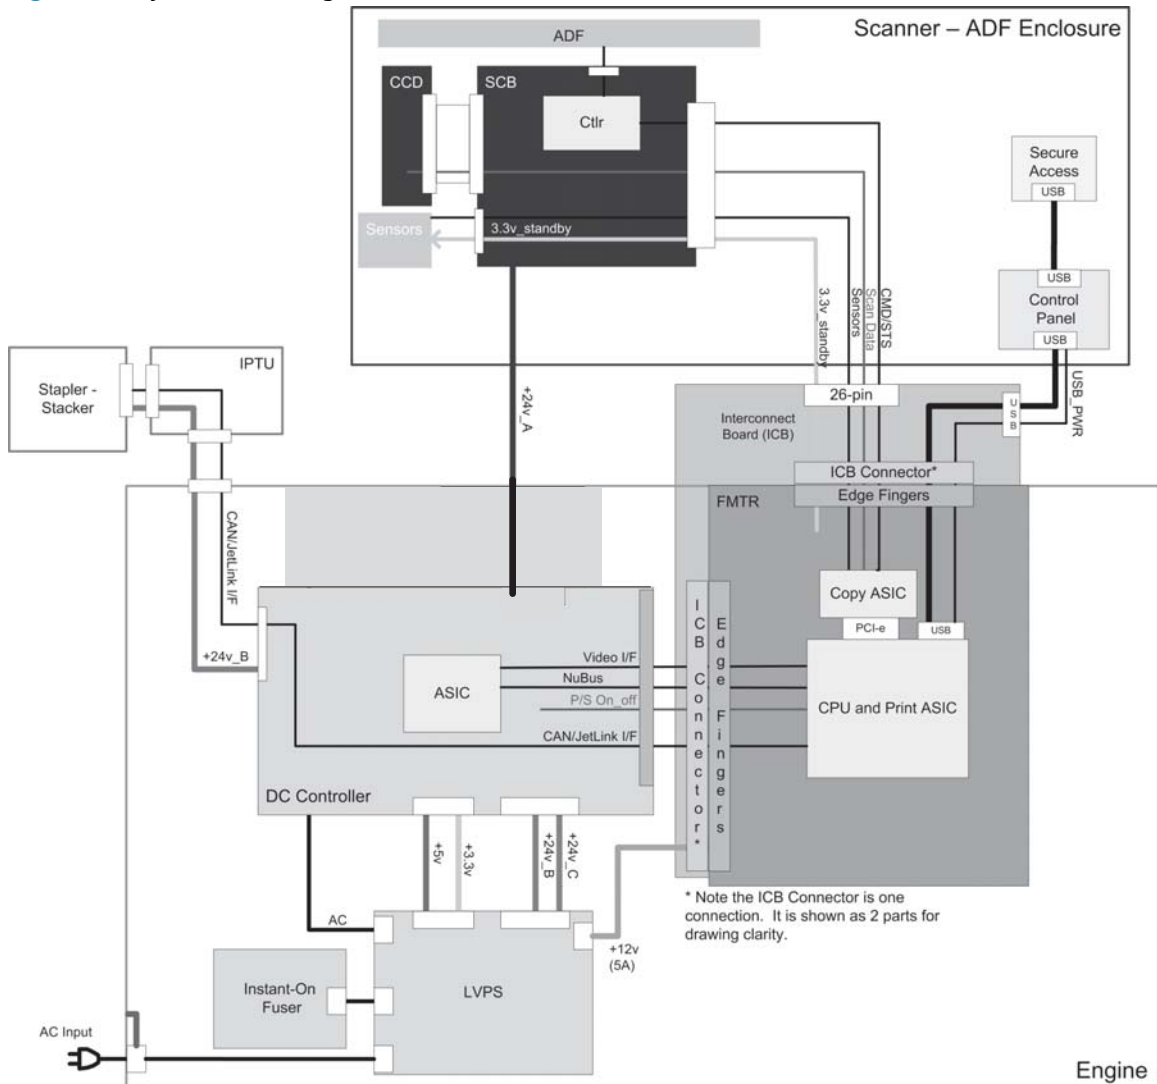 Scanner – ADF Enclosure
ADF
CCD
SCB
Ctlr
Secure
Access
USB
Sensors
3.3v_standby
USB
Control
Panel
USB
3.3v_standby
Sensors
Scan Data
CMD/STS
USB_PWR
IPTU
Stapler -
Stacker
+24v_A
26-pin
Interconnect
Board (ICB)
USB
ICB Connector*
Edge Fingers
FMTR
CAN/JetLink I/F
+24v_B
Copy ASIC
PCI-e
USB
ICB Connector*
Edge Fingers
Video I/F
NuBus
ASIC
P/S On_off
CPU and Print ASIC
CAN/JetLink I/F
DC Controller
+5v
+3.3v
+24v_B
+24v_C
* Note the ICB Connector is one
connection. It is shown as 2 parts for
drawing clarity.
AC
+12v
(5A)
Instant-On
Fuser
LVPS
AC Input
Engine